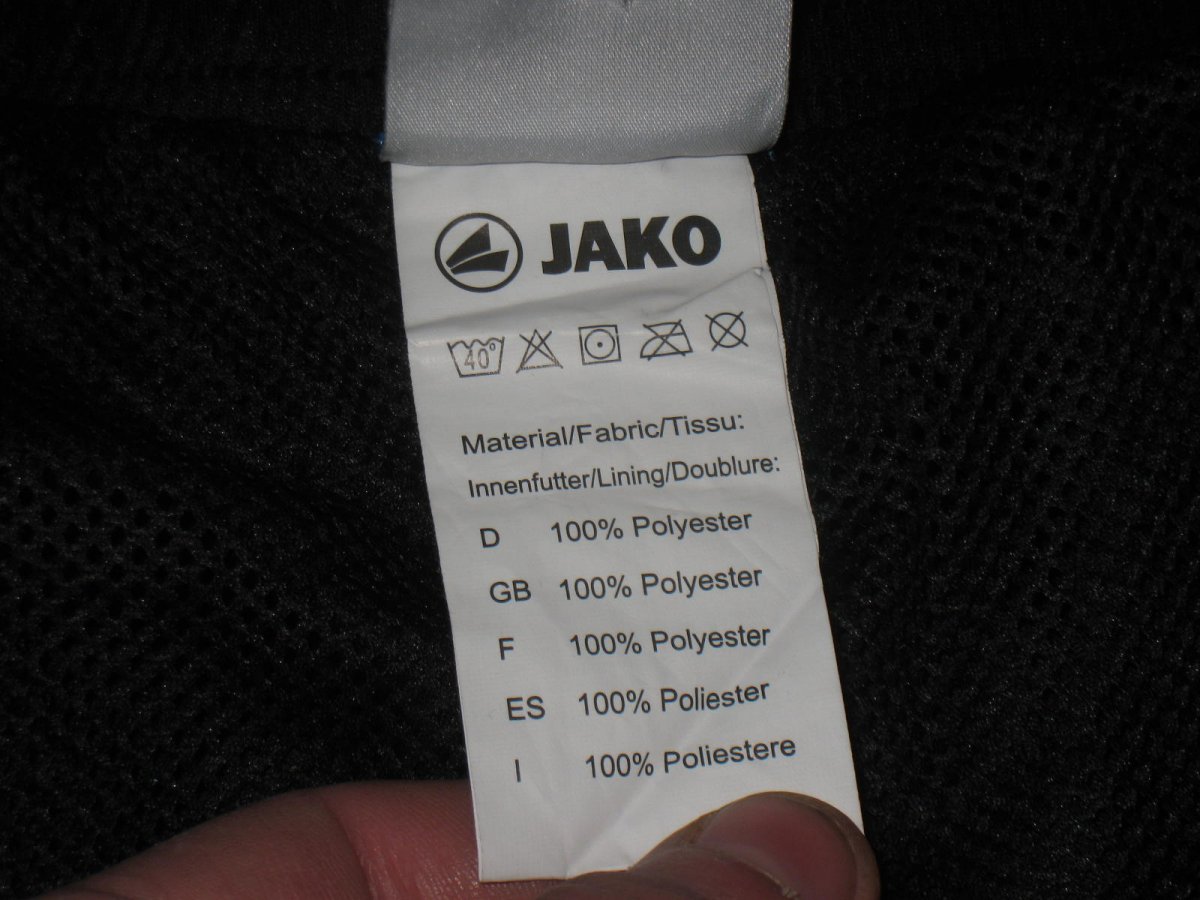 JAKO
40°
Material/Fabric/Tissu:
Innenfutter/Lining/Doublure:
D 100% Polyester
GB 100% Polyester
F 100% Polyester
ES 100% Poliester
I 100% Poliestere